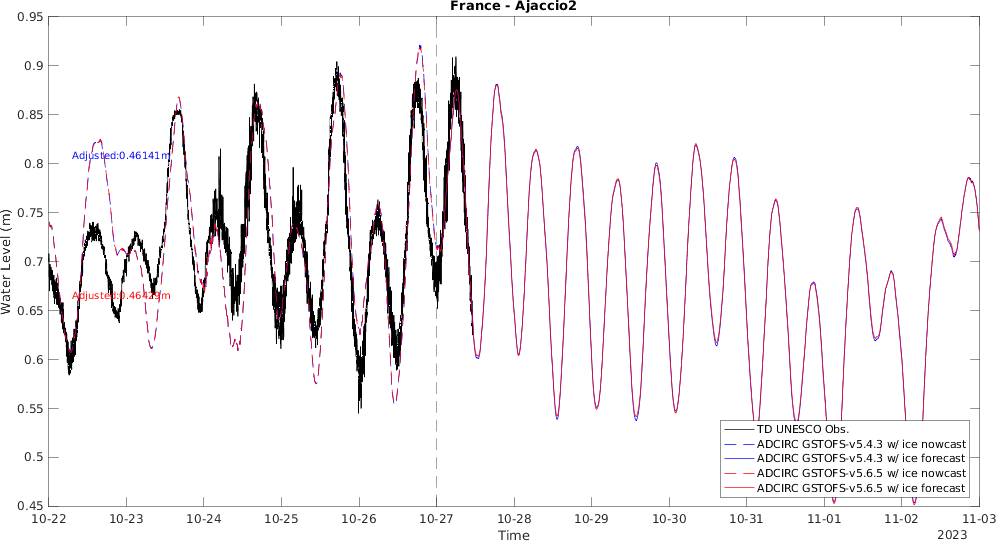 France - Ajaccio2
0.95
0.9
0.85
0.8
0.75
0.7
0.65
0.6
0.55
0.5
0.45
Water Level (m)
Adjusted:0.46141m
Adjusted:0.46429m
TD UNESCO Obs.
ADCIRC GSTOFS-v5.4.3 w/ ice nowcast
ADCIRC GSTOFS-v5.4.3 w/ ice forecast
ADCIRC GSTOFS-v5.6.5 w/ ice nowcast
ADCIRC GSTOFS-v5.6.5 w/ ice forecast
10-22 10-23 10-24 10-25 10-26 10-27 10-28 10-29 10-30 10-31 11-01 11-02 11-03
Time
2023